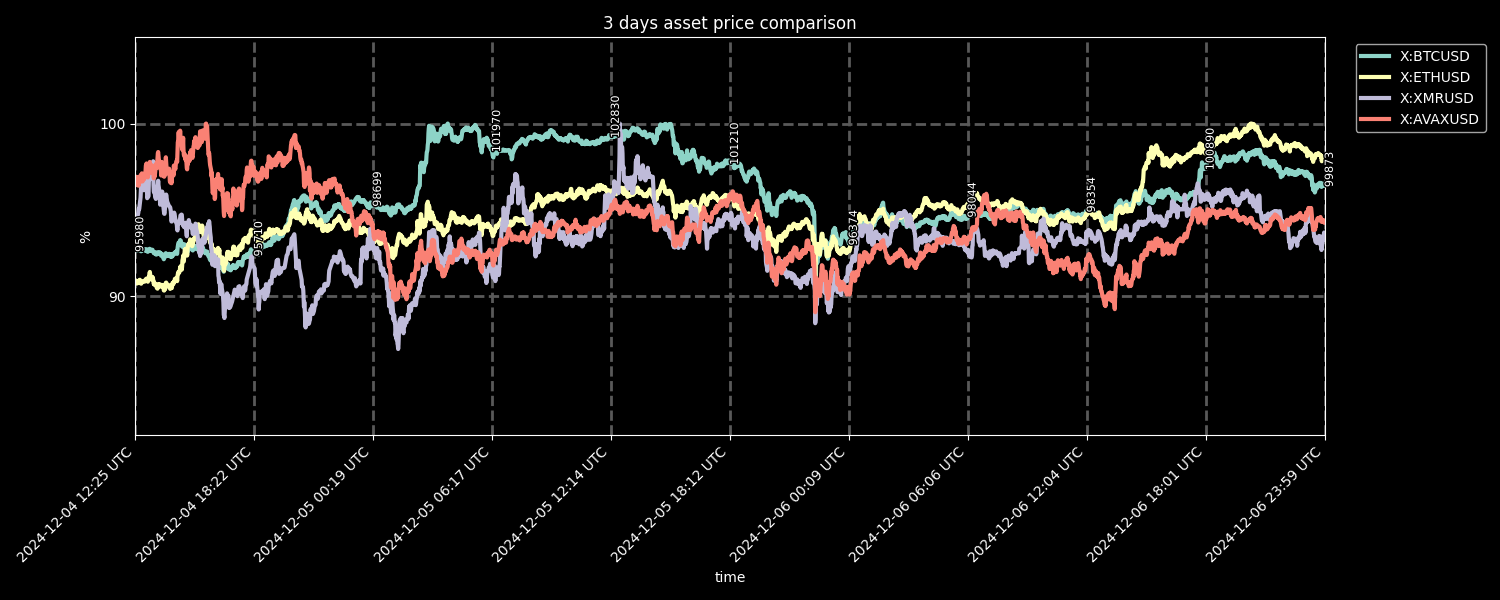 3 days asset price comparison
X:BTCUSD
X:ETHUSD
X:XMRUSD
X:AVAXUSD
100
90
%
95980
95710
98699
101970
102830
101210
96374
98044
98354
100890
99873
2024-12-04 12:25 UTC
2024-12-04 18:22 UTC
2024-12-05 00:19 UTC
2024-12-05 06:17 UTC
2024-12-05 12:14 UTC
2024-12-05 18:12 UTC
2024-12-06 00:09 UTC
2024-12-06 06:06 UTC
2024-12-06 12:04 UTC
2024-12-06 18:01 UTC
2024-12-06 23:59 UTC
time